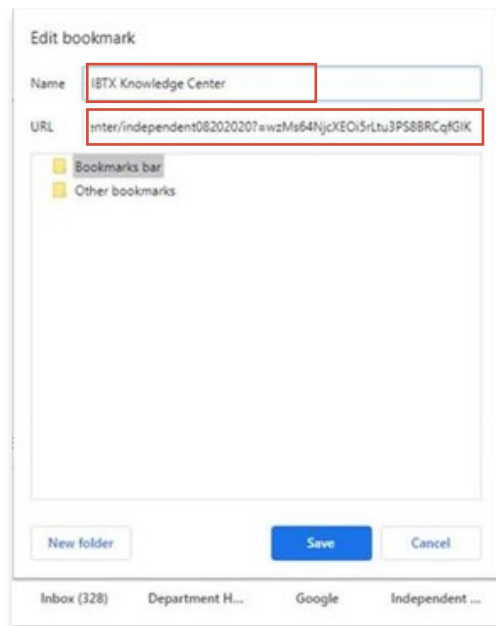 Edit bookmark
Name IBTX Knowledge Center
URL enter/independent08202020?=wzMs64NjcXEOi5rLtu3PS8BRCqfGIK
Bookmarks bar
Other bookmarks
New folder Save Cancel
Inbox (328) Department H... Google Independent ...